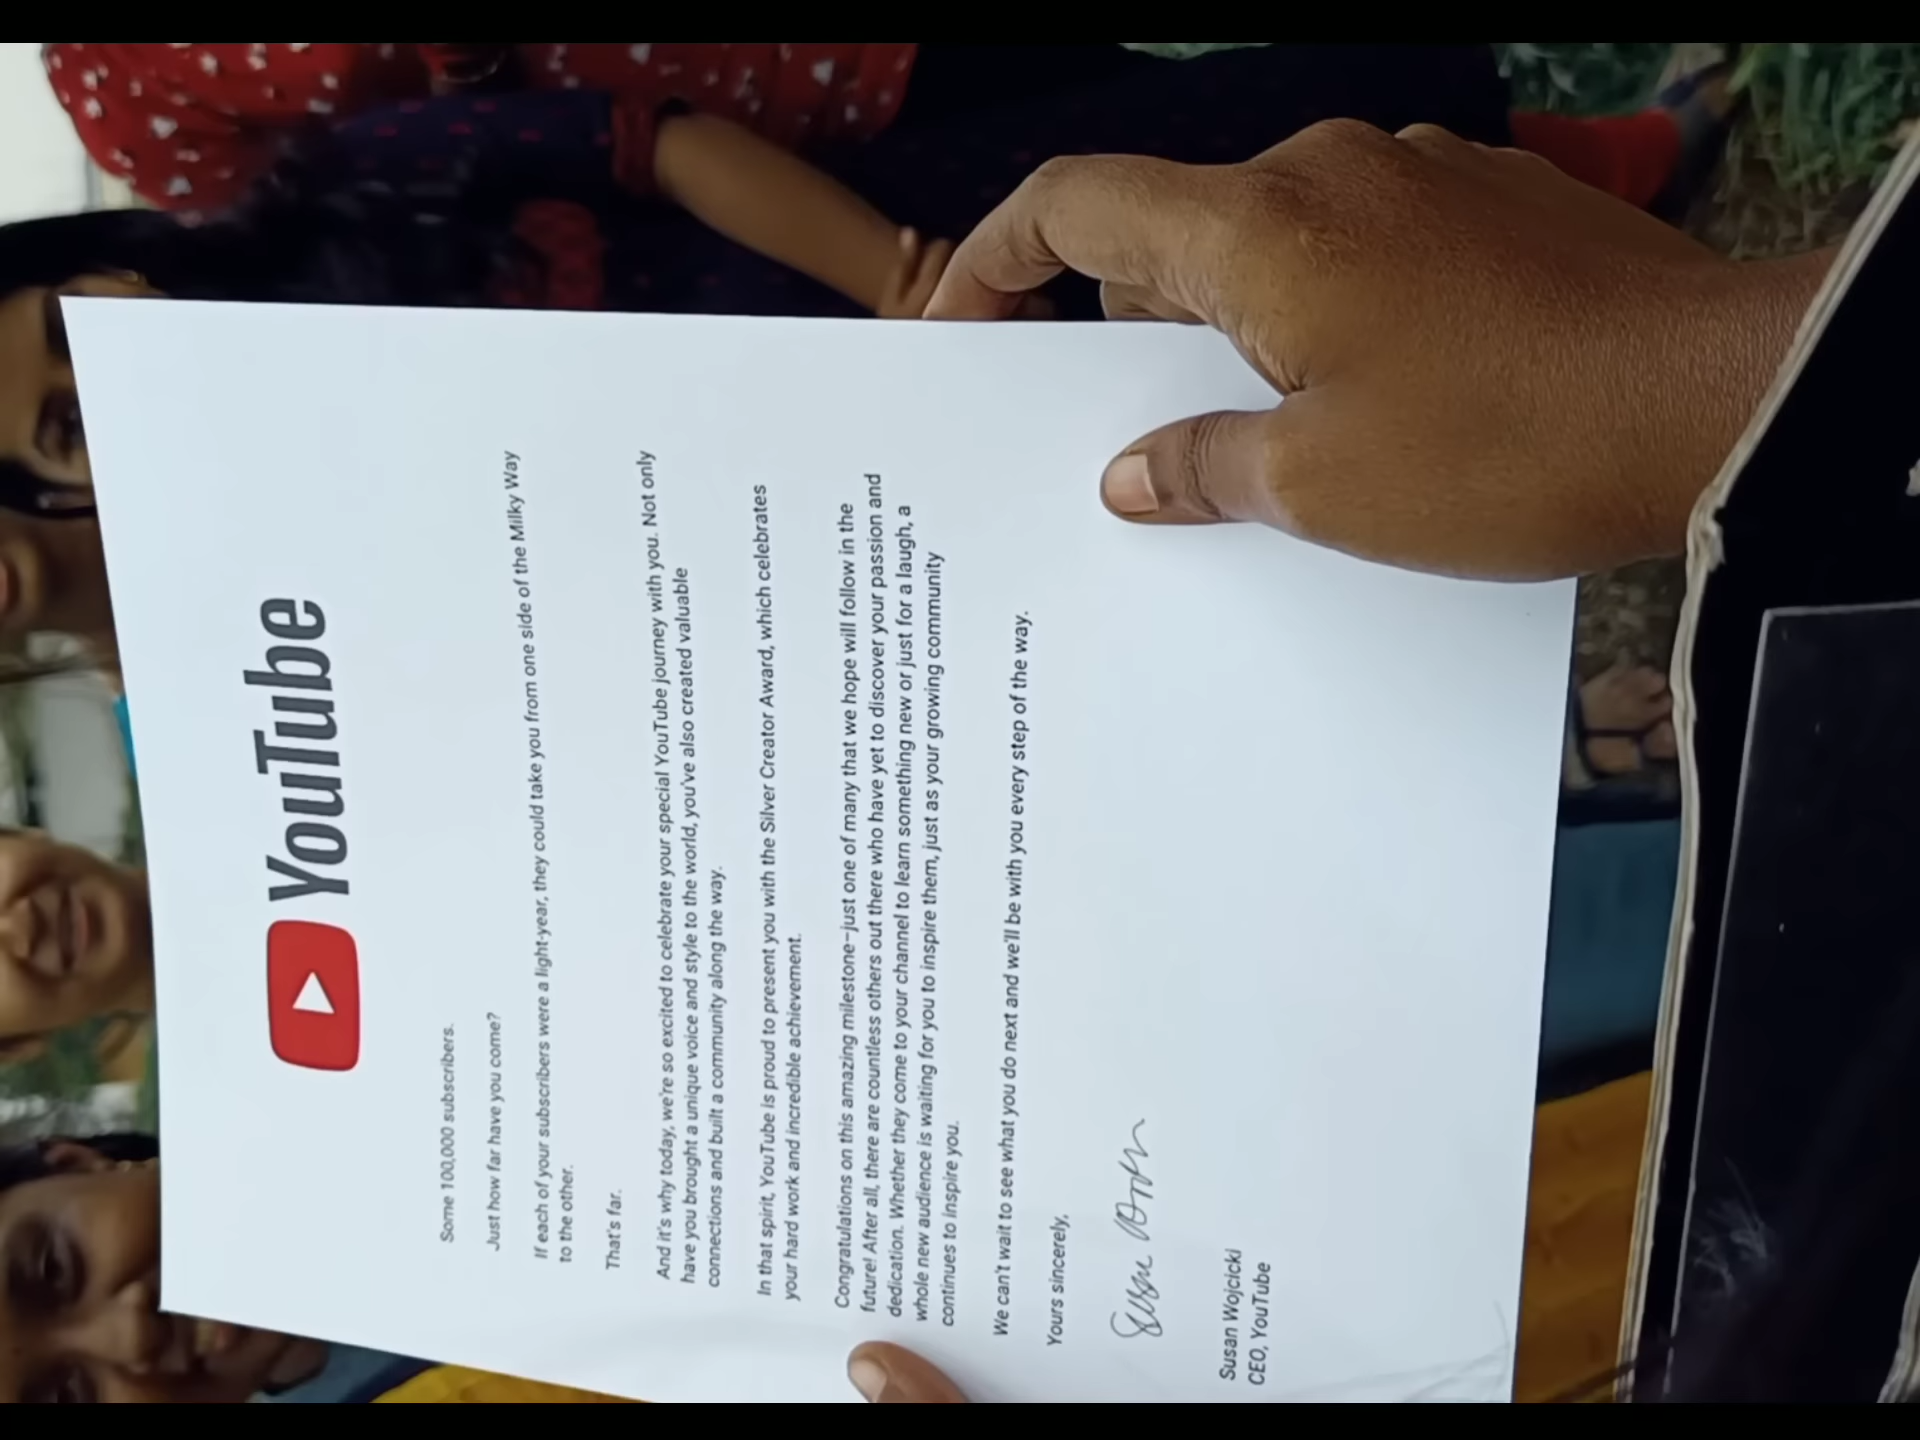 YouTube
Some 100,000 subscribers.
Just how far have you come?
If each of your subscribers were a light-year, they could take you from one side of the Milky Way
to the other.
That's far.
And it's why today, we're so excited to celebrate your special YouTube journey with you. Not only
have you brought a unique voice and style to the world, you've also created valuable
connections and built a community along the way.
In that spirit, YouTube is proud to present you with the Silver Creator Award, which celebrates
your hard work and incredible achievement.
Congratulations on this amazing milestone–just one of many that we hope will follow in the
future! After all, there are countless others out there who have yet to discover your passion and
dedication. Whether they come to your channel to learn something new or just for a laugh, a
whole new audience is waiting for you to inspire them, just as your growing community
continues to inspire you.
We can't wait to see what you do next and we'll be with you every step of the way.
Yours sincerely,
Susan Wojcicki
CEO, YouTube